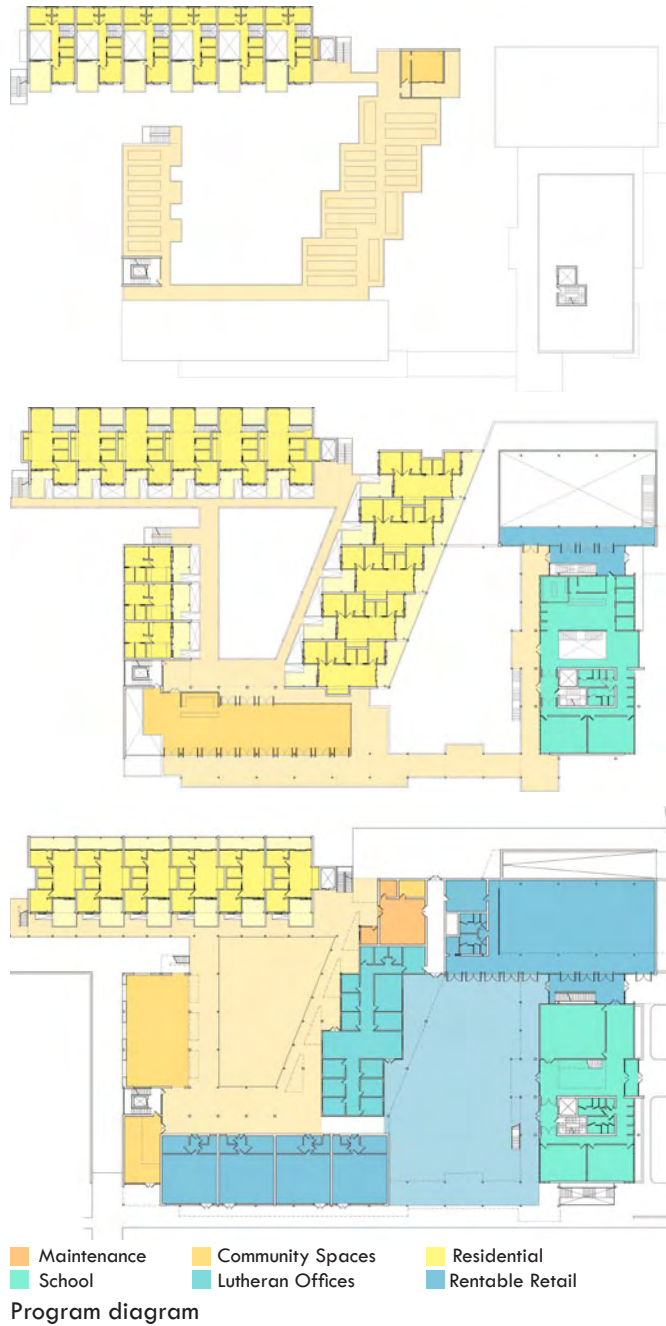 Maintenance Community Spaces Residential
School Lutheran Offices Rentable Retail
Program diagram